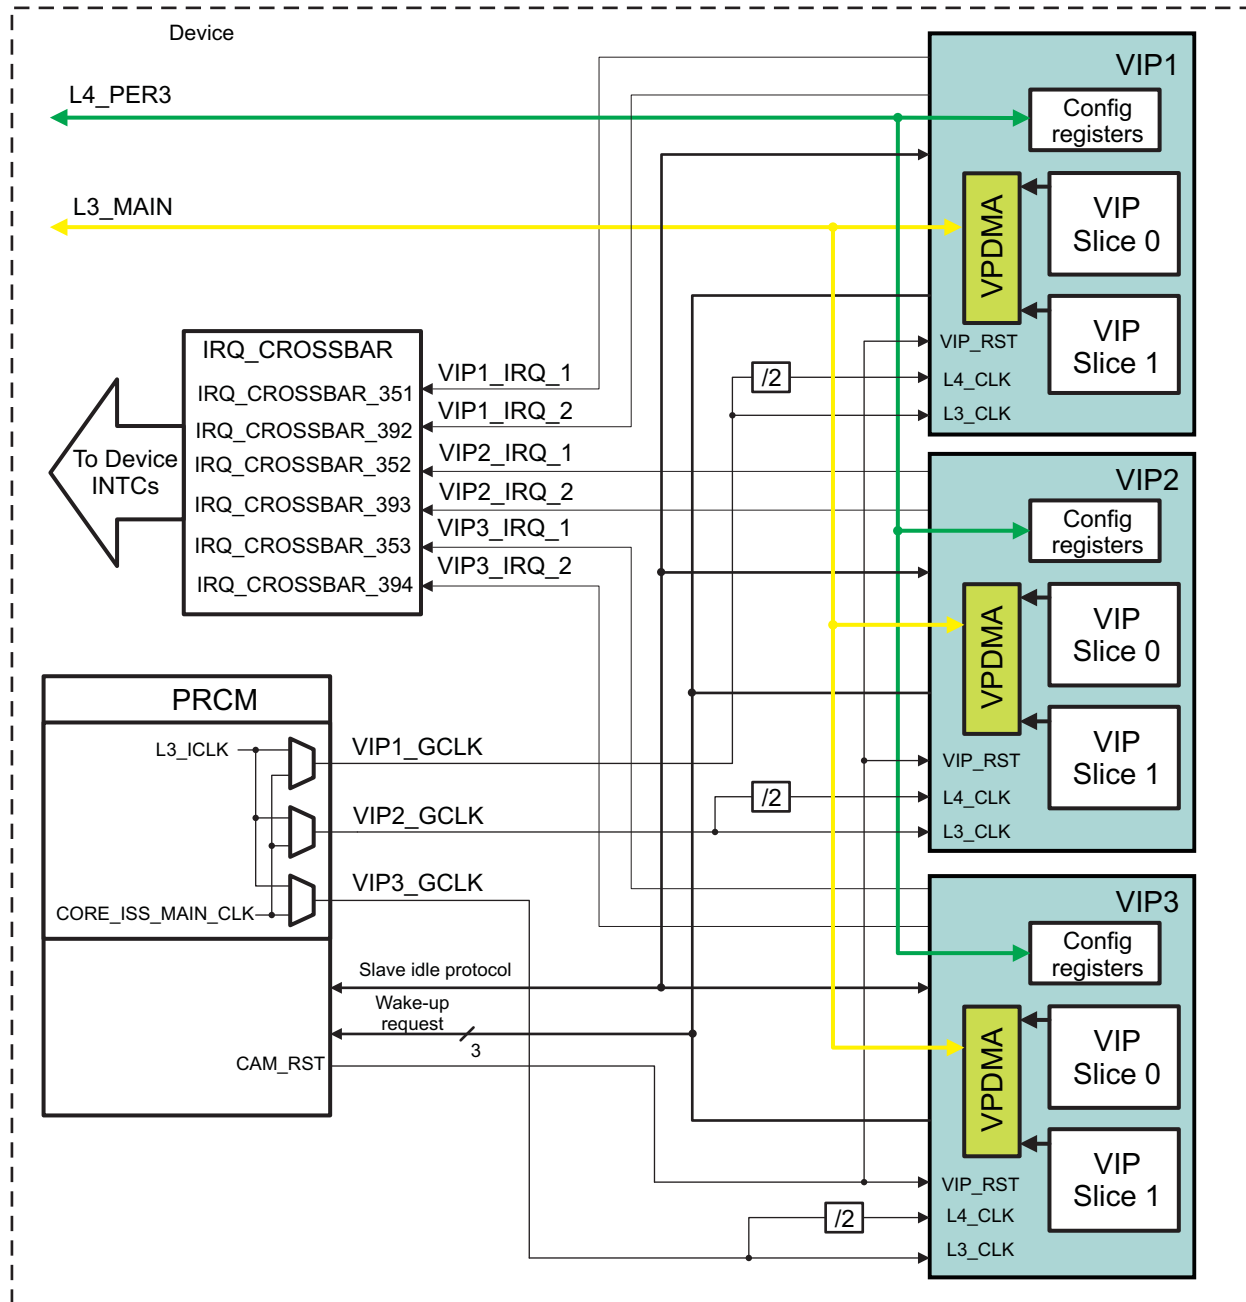 Device
L4_PER3
L3_MAIN
IRQ_CROSSBAR
IRQ_CROSSBAR_351
IRQ_CROSSBAR_392
IRQ_CROSSBAR_352
IRQ_CROSSBAR_393
IRQ_CROSSBAR_353
IRQ_CROSSBAR_394
To Device
INTCs
VIP1_IRQ_1
VIP1_IRQ_2
VIP2_IRQ_1
VIP2_IRQ_2
VIP3_IRQ_1
VIP3_IRQ_2
PRCM
L3_ICLK
CORE_ISS_MAIN_CLK
VIP1_GCLK
VIP2_GCLK
VIP3_GCLK
Slave idle protocol
Wake-up
request
3
CAM_RST
/2
/2
/2
VIP1
Config
registers
VPDMA
VIP
Slice 0
VIP
Slice 1
VIP_RST
L4_CLK
L3_CLK
VIP2
Config
registers
VPDMA
VIP
Slice 0
VIP
Slice 1
VIP_RST
L4_CLK
L3_CLK
VIP3
Config
registers
VPDMA
VIP
Slice 0
VIP
Slice 1
VIP_RST
L4_CLK
L3_CLK